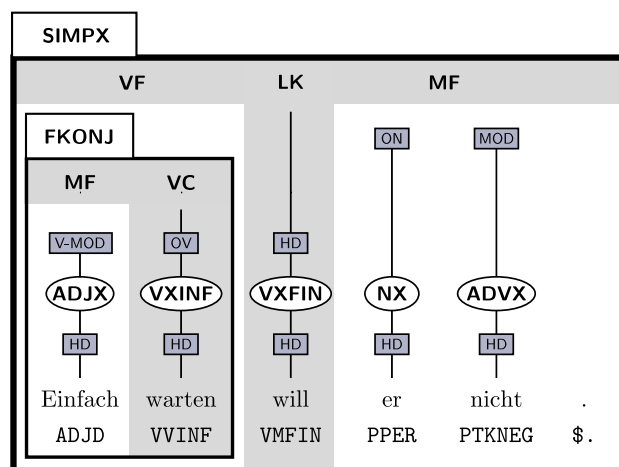 SIMPX
VF LK MF
FKONJ
ON MOD
MF VC
V-MOD OV HD
ADJX VXINF VXFIN NX ADVX
HD HD HD HD HD
Einfach warten will er nicht .
ADJD VVINF VMFIN PPER PTKNEG $.